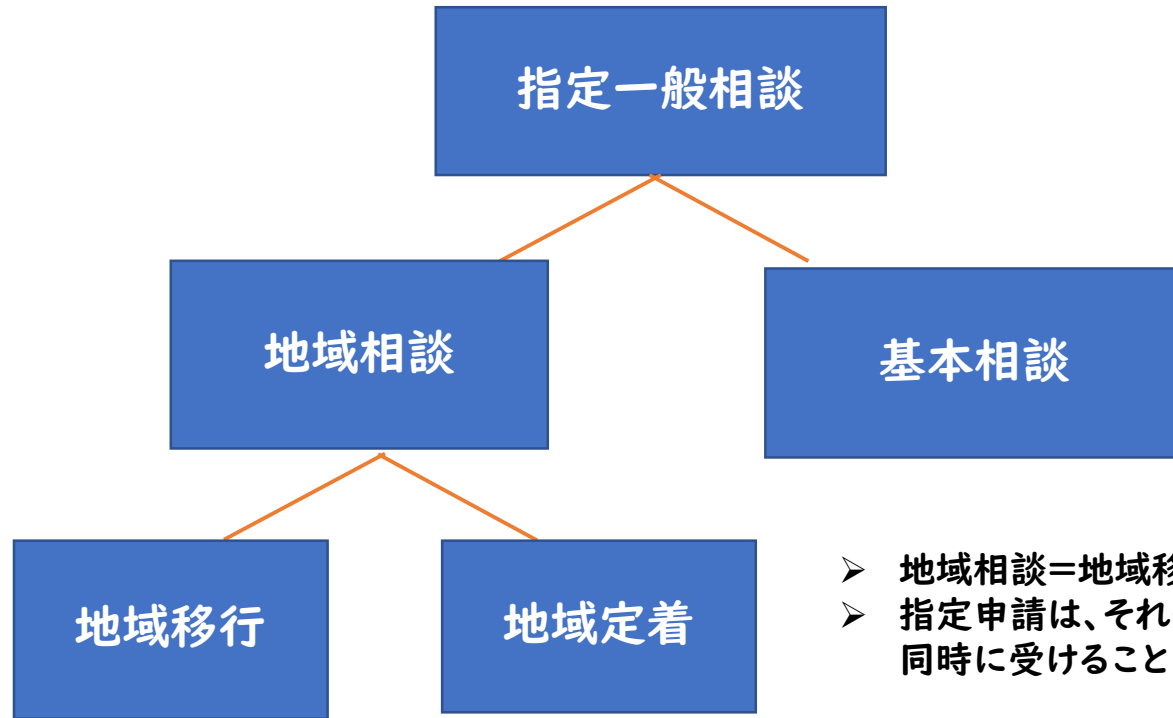 指定一般相談
地域相談
基本相談
地域移行
地域定着
➢ 地域相談=地域移
➢ 指定申請は、それ
同時に受けること